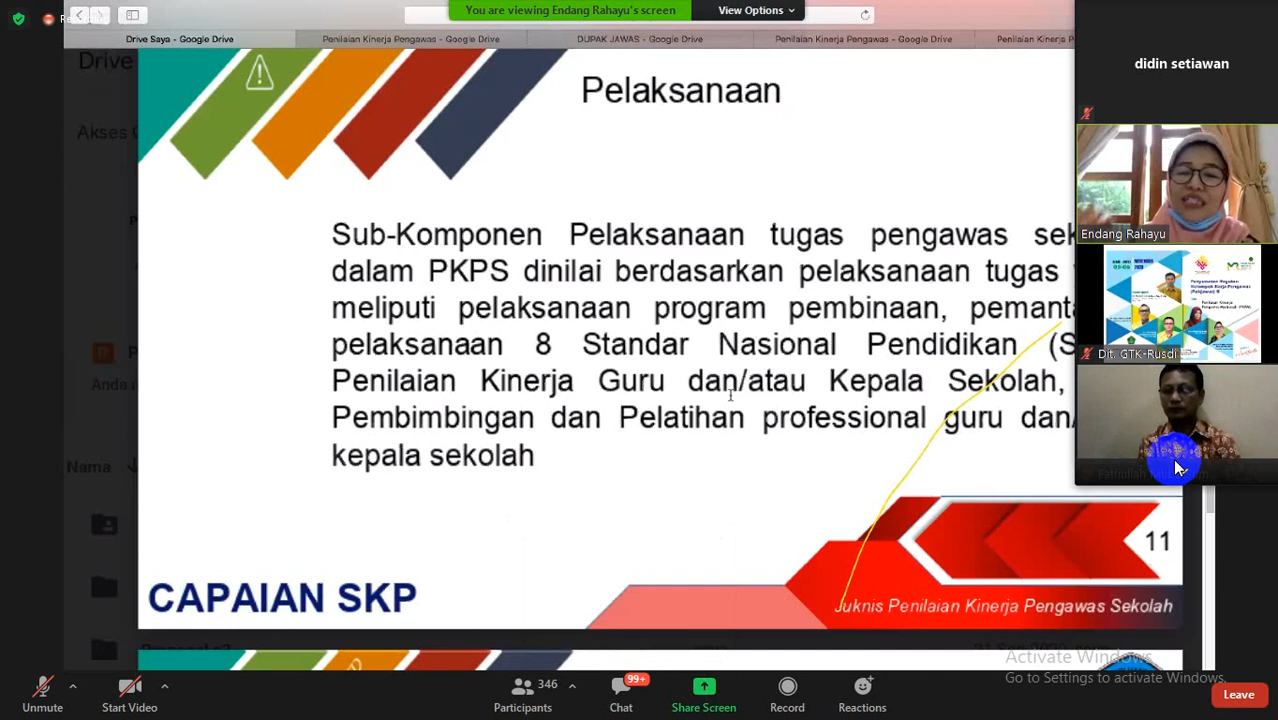 You are viewing Endang Rahayu's screen
View Options
Drive Saya - Google Drive
Penilaian Kinerja Pengawas - Google Drive
DUPAK JAWAS - Google Drive
Penilaian Kinerja Pengawas - Google Drive
Penilaian Kinerja
Drive
Akses
didin setiawan
Pelaksanaan
Endang Rahayu
Sub-Komponen Pelaksanaan tugas pengawas
dalam PKPS dinilai berdasarkan pelaksanaan tugas
meliputi pelaksanaan program pembinaan,
pelaksanaan 8 Standar Nasional Pendidikan
Penilaian Kinerja Guru dan/atau Kepala Sekolah,
Pembimbingan dan Pelatihan professional guru
kepala sekolah
Dit. GTK-Rusdi
Nama
11
CAPAIAN SKP
Juknis Penilaian Kinerja Pengawas Sekolah
Activate Windows
Go to Settings to activate Windows.
Unmute
Start Video
346
Participants
99+
Chat
Share Screen
Record
Reactions
Leave